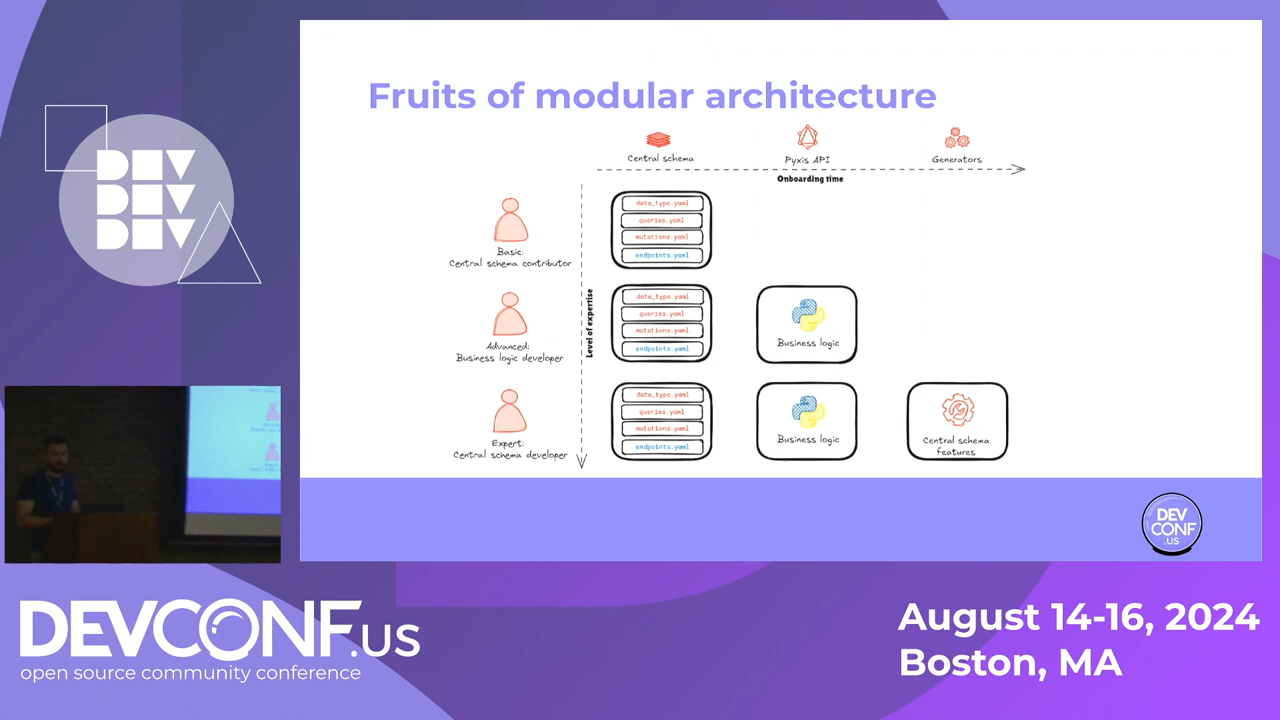 DEV
DEV
DEV
Fruits of modular architecture
Central schema
Pyxis API
Generators
Onboarding time
Level of expertise
Basic:
Central schema contributor
data_type.yaml
queries.yaml
mutations.yaml
endpoints.yaml
Advanced:
Business logic developer
data_type.yaml
queries.yaml
mutations.yaml
endpoints.yaml
Business logic
Expert:
Central schema developer
data_type.yaml
queries.yaml
mutations.yaml
endpoints.yaml
Business logic
Central schema
features
DEV
CONF
.US
DEVCONF.US
open source community conference
August 14-16, 2024
Boston, MA